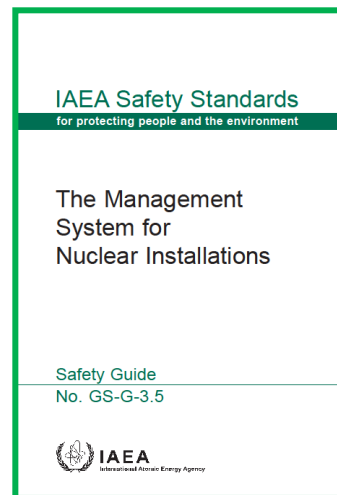 IAEA Safety Standards
for protecting people and the environment
The Management
System for
Nuclear Installations
Safety Guide
No. GS-G-3.5
IAEA
International Atomic Energy Agency